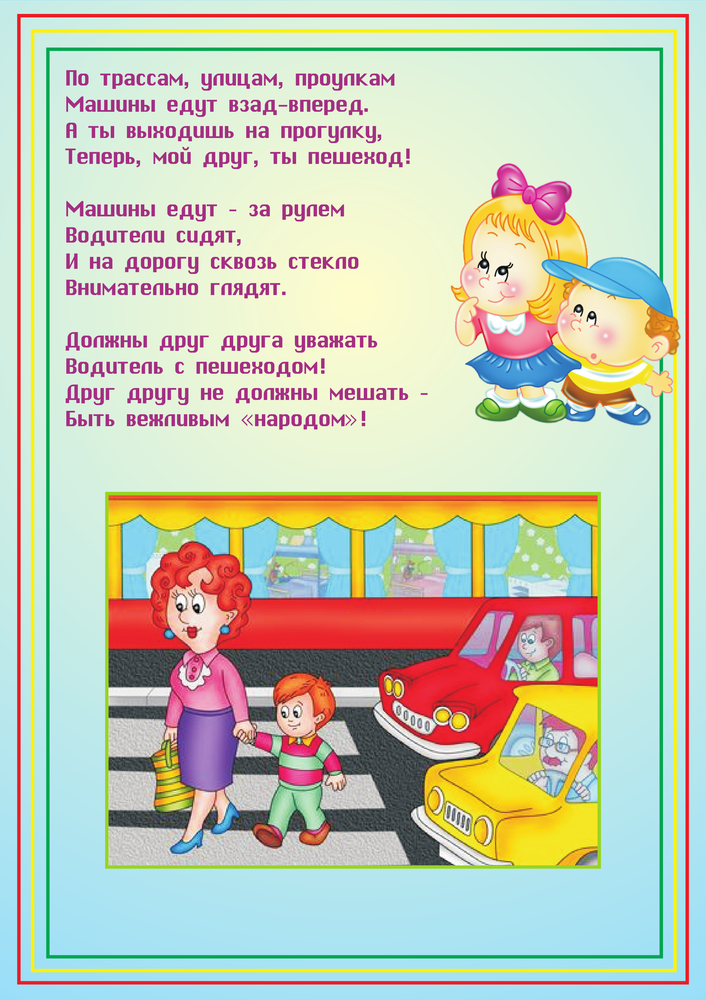 По трассам, улицам, проулкам
Машины едут взад-вперед.
А ты выходишь на прогулку,
Теперь, мой друг, ты пешеход!
Машины едут - за рулем
Водители сидят,
И на дорогу сквозь стекло
Внимательно глядят.
Должны друг друга уважать
Водитель с пешеходом!
Друг другу не должны мешать -
Быть вежливым «народом»!